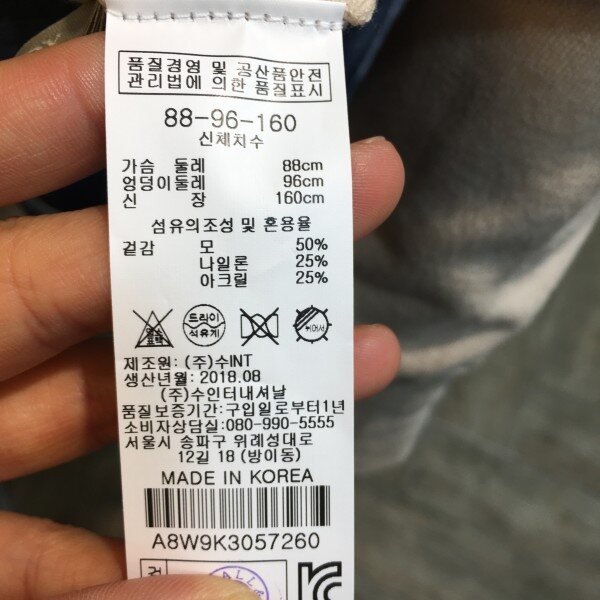 품질경영 및 공산품안전
관리법에 의한 품질표시
88-96-160
신체치수
가슴 둘레 88cm
엉덩이둘레 96cm
신 장 160cm
섬유의조성 및 혼용율
겉감 모 50%
나일론 25%
아크릴 25%
드라이
석유계
제조원: (주)수INT
생산년월: 2018.08
(주)수인터내셔날
품질보증기간: 구입일로부터1년
소비자상담실: 080-990-5555
서울시 송파구 위례성대로
12길 18 (방이동)
MADE IN KOREA
A8W9K3057260